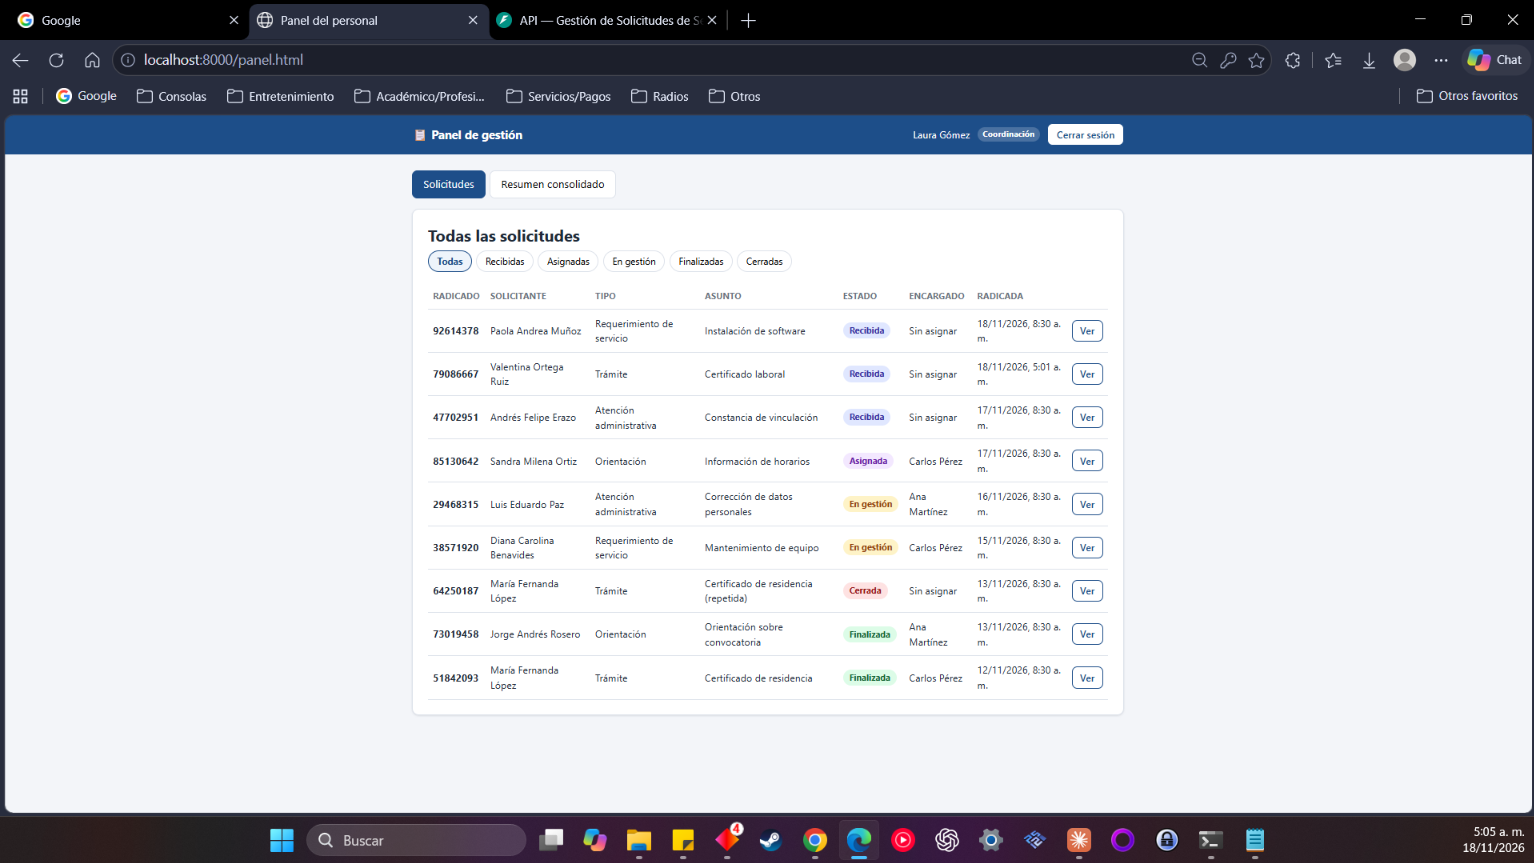 Google
Panel del personal
API — Gestión de Solicitudes de S
localhost:8000/panel.html
Chat
Google
Consolas
Entretenimiento
Académico/Profesi...
Servicios/Pagos
Radios
Otros
Otros favoritos
Panel de gestión
Laura Gómez
Coordinación
Cerrar sesión
Solicitudes
Resumen consolidado
Todas las solicitudes
Todas
Recibidas
Asignadas
En gestión
Finalizadas
Cerradas
RADICADO SOLICITANTE TIPO ASUNTO ESTADO ENCARGADO RADICADA
92614378 Paola Andrea Muñoz Requerimiento de servicio Instalación de software Recibida Sin asignar 18/11/2026, 8:30 a. m. Ver
79086667 Valentina Ortega Ruiz Trámite Certificado laboral Recibida Sin asignar 18/11/2026, 5:01 a. m. Ver
47702951 Andrés Felipe Erazo Atención administrativa Constancia de vinculación Recibida Sin asignar 17/11/2026, 8:30 a. m. Ver
85130642 Sandra Milena Ortiz Orientación Información de horarios Asignada Carlos Pérez 17/11/2026, 8:30 a. m. Ver
29468315 Luis Eduardo Paz Atención administrativa Corrección de datos personales En gestión Ana Martínez 16/11/2026, 8:30 a. m. Ver
38571920 Diana Carolina Benavides Requerimiento de servicio Mantenimiento de equipo En gestión Carlos Pérez 15/11/2026, 8:30 a. m. Ver
64250187 María Fernanda López Trámite Certificado de residencia (repetida) Cerrada Sin asignar 13/11/2026, 8:30 a. m. Ver
73019458 Jorge Andrés Rosero Orientación Orientación sobre convocatoria Finalizada Ana Martínez 13/11/2026, 8:30 a. m. Ver
51842093 María Fernanda López Trámite Certificado de residencia Finalizada Carlos Pérez 12/11/2026, 8:30 a. m. Ver
Buscar
4
5:05 a. m.
18/11/2026